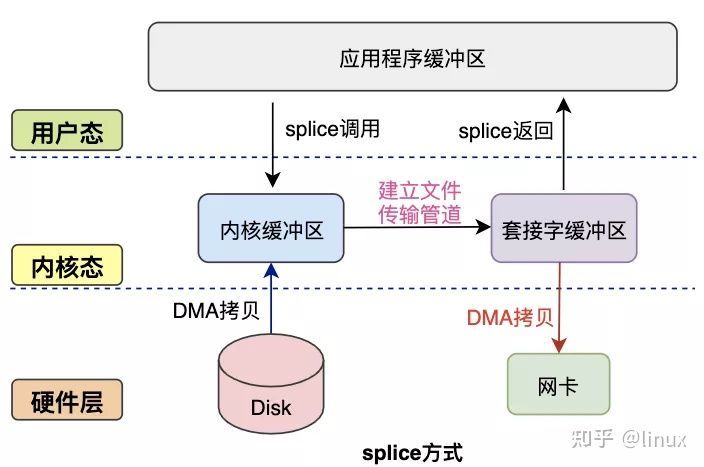 应用程序缓冲区
用户态
splice调用
splice返回
建立文件
传输管道
内核缓冲区
套接字缓冲区
内核态
DMA拷贝
DMA拷贝
硬件层
Disk
网卡
splice方式
知乎 @linux